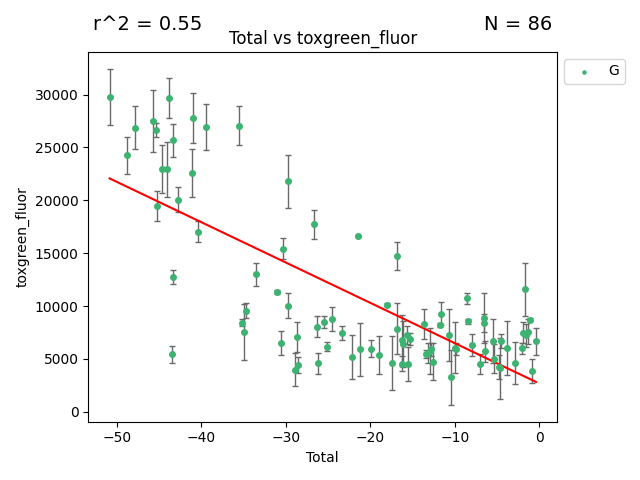 r^2 = 0.55
N = 86
Total vs toxgreen_fluor
G
30000
25000
20000
15000
10000
5000
0
toxgreen_fluor
−50
−40
−30
−20
−10
0
Total